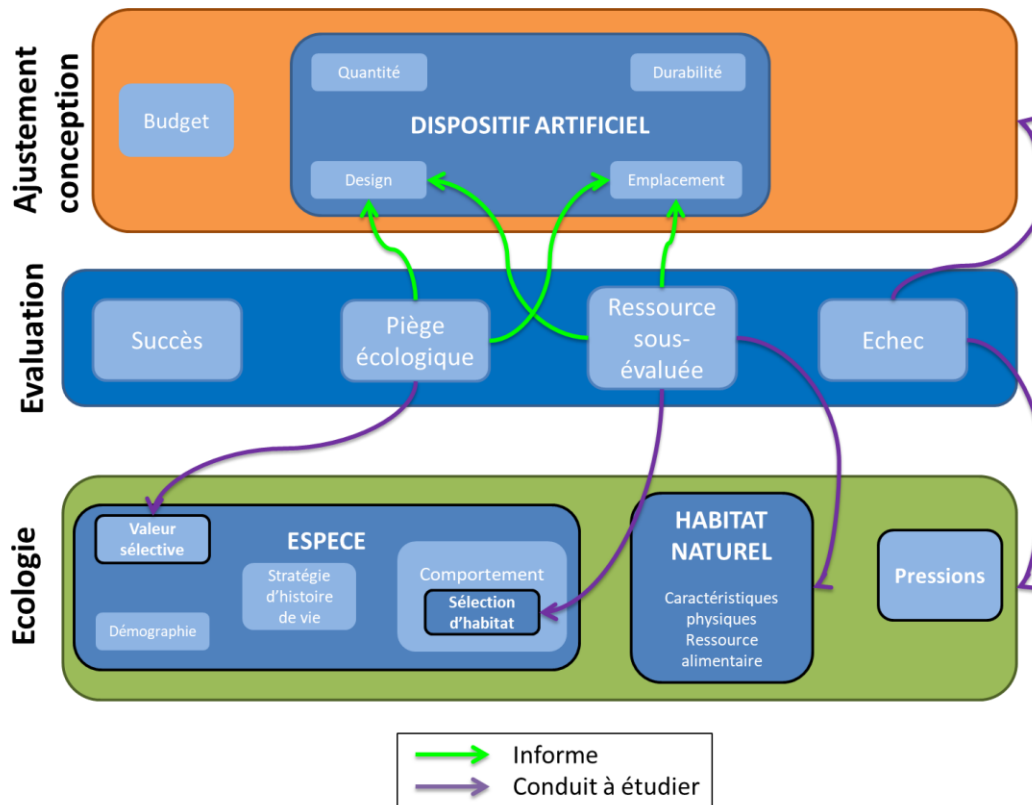 Ajustement
conception
Budget
Quantité
Durabilité
DISPOSITIF ARTIFICIEL
Design
Emplacement
Evaluation
Succès
Piège
écologique
Ressource
sous-
évaluée
Echec
Ecologie
Valeur
sélective
ESPECE
Stratégie
d'histoire
de vie
Démographie
Comportement
Sélection
d'habitat
HABITAT
NATUREL
Caractéristiques
physiques
Ressource
alimentaire
Pressions
Informe
Conduit à étudier